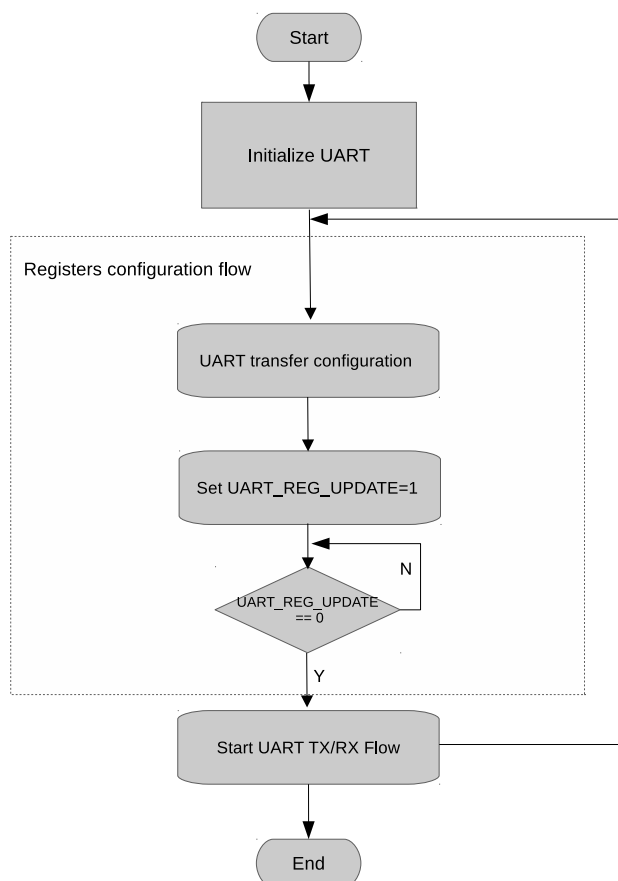 Start
Initialize UART
Registers configuration flow
UART transfer configuration
Set UART_REG_UPDATE=1
N
UART_REG_UPDATE
== 0
Y
Start UART TX/RX Flow
End